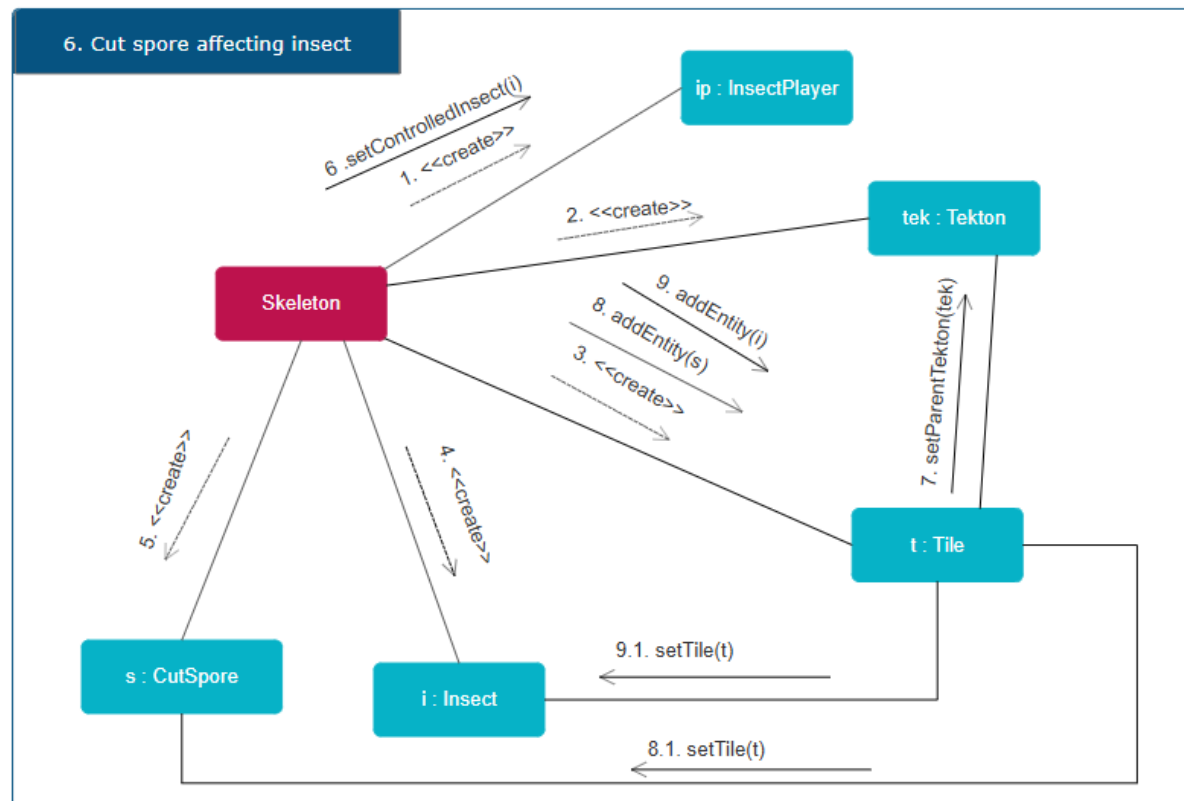 6. Cut spore affecting insect
ip : InsectPlayer
6 .setControlledInsect(i)
1. <<create>>
2. <<create>>
tek : Tekton
Skeleton
9. addEntity(i)
8. addEntity(s)
3. <<create>>
7. setParentTekton(tek)
5. <<create>>
4. <<create>>
t : Tile
9.1. setTile(t)
s : CutSpore
i : Insect
8.1. setTile(t)